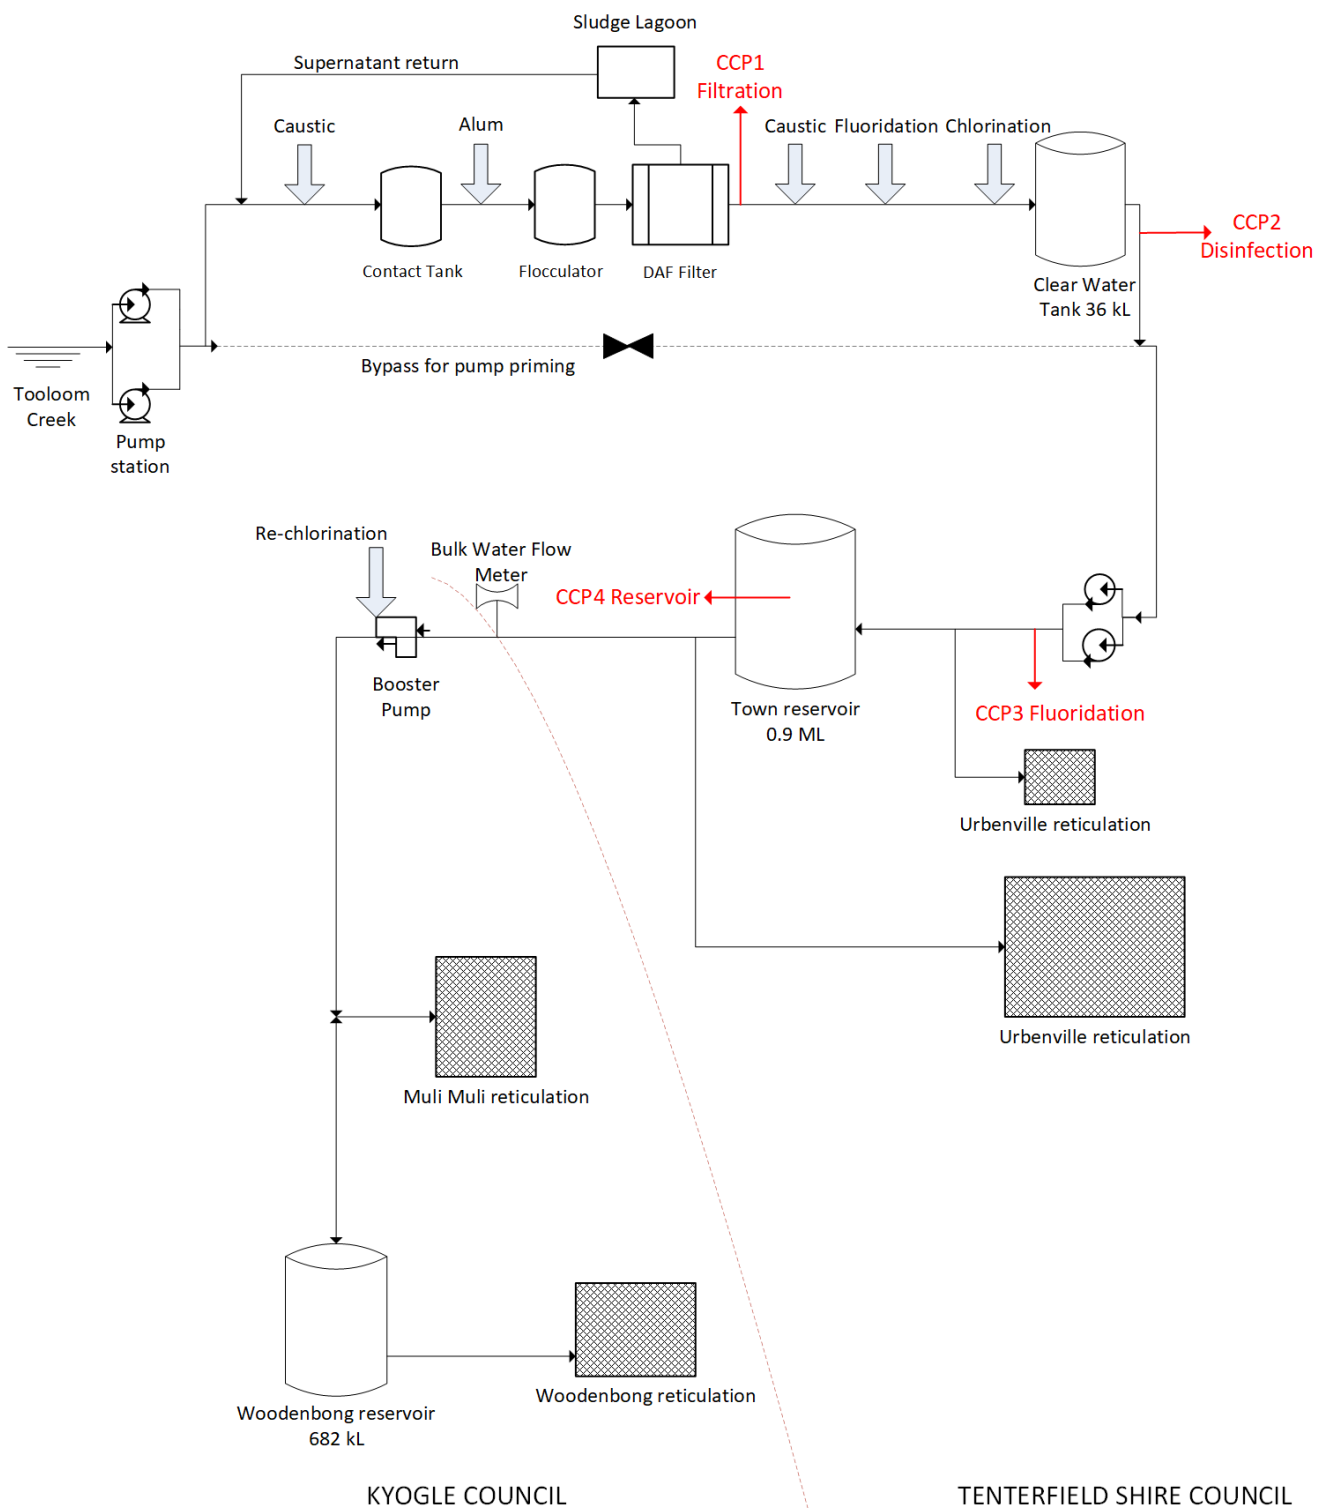 Sludge Lagoon
Supernatant return
CCP1
Filtration
Caustic
Alum
Caustic
Fluoridation
Chlorination
Contact Tank
Flocculator
DAF Filter
CCP2
Disinfection
Clear Water
Tank 36 kL
Bypass for pump priming
Tooloom
Creek
Pump
station
Re-chlorination
Bulk Water Flow
Meter
CCP4 Reservoir
Booster
Pump
Town reservoir
0.9 ML
CCP3 Fluoridation
Urbenville reticulation
Urbenville reticulation
Muli Muli reticulation
Woodenbong reticulation
Woodenbong reservoir
682 kL
KYOGLE COUNCIL
TENTERFIELD SHIRE COUNCIL